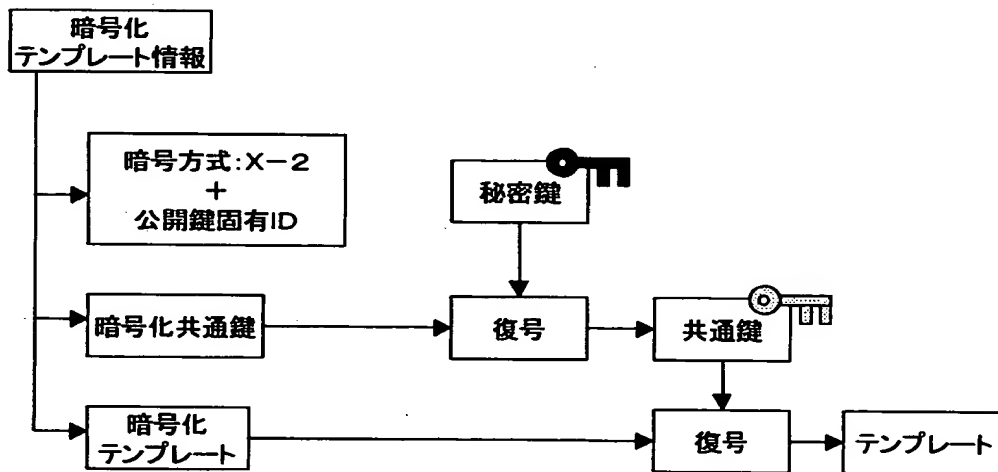 暗号化
テンプレート情報
暗号方式:X-2
+
公開鍵固有ID
秘密鍵
暗号化共通鍵
復号
共通鍵
暗号化
テンプレート
復号
テンプレート